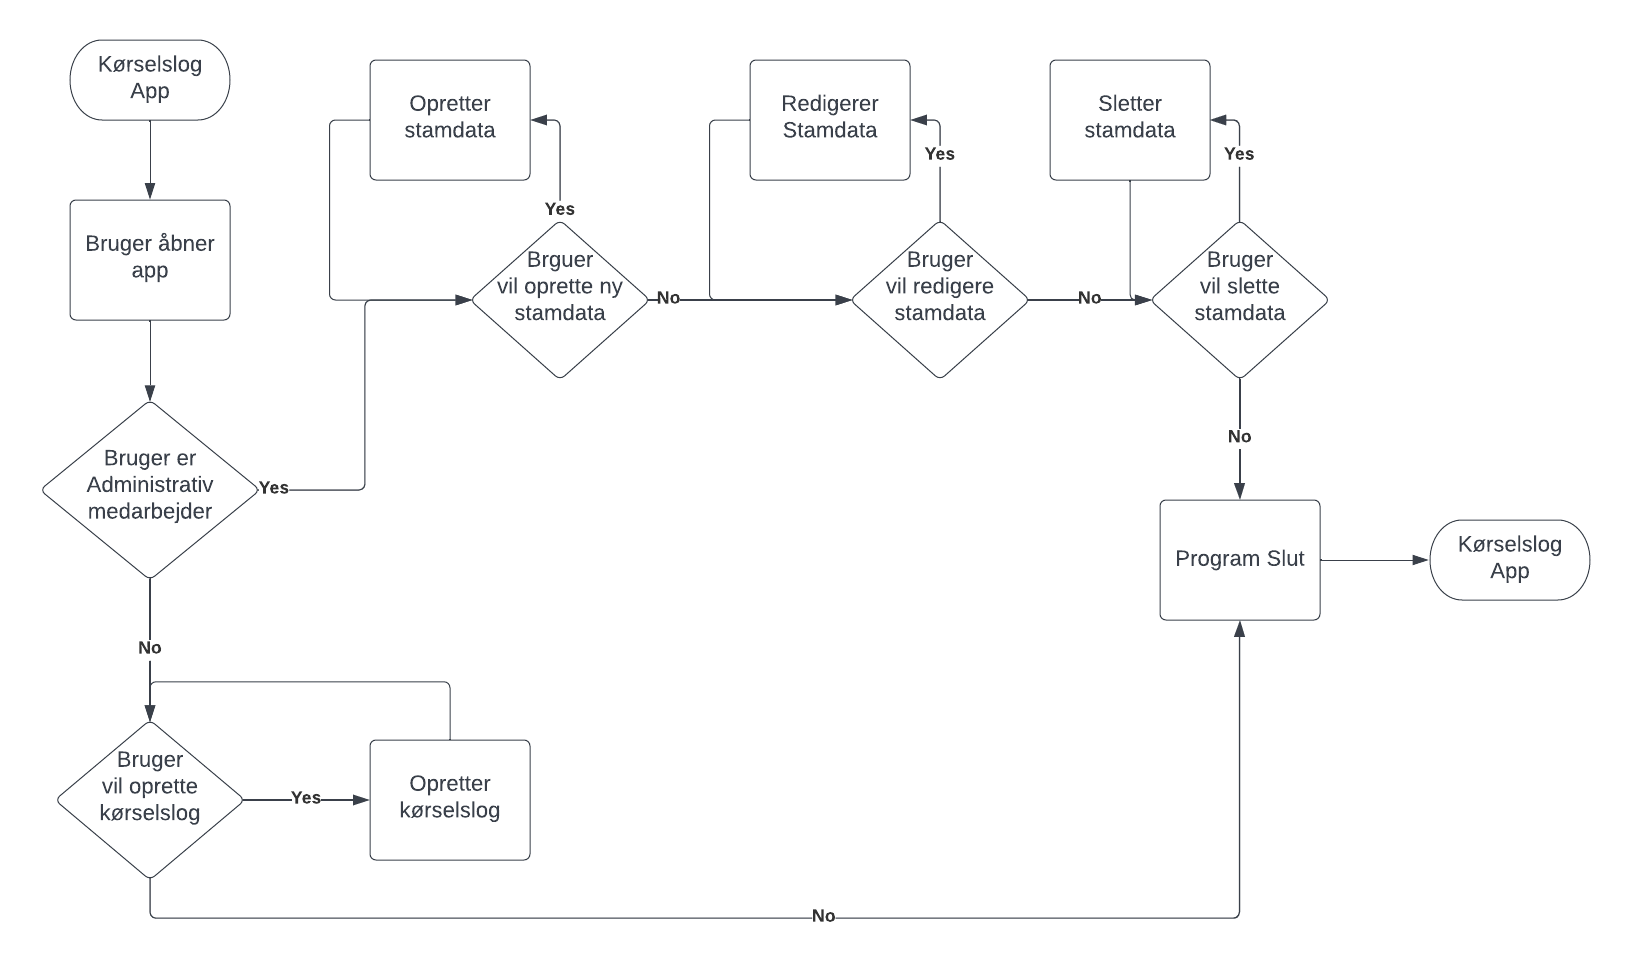 Kørselslog
App
Bruger åbner
app
Bruger er
Administrativ
medarbejder
Yes
No
Opretter
stamdata
Yes
Brguer
vil oprette ny
stamdata
No
Redigerer
Stamdata
Yes
Bruger
vil redigere
stamdata
No
Sletter
stamdata
Yes
Bruger
vil slette
stamdata
No
Program Slut
Kørselslog
App
Bruger
vil oprette
kørselslog
Yes
Opretter
kørselslog
No